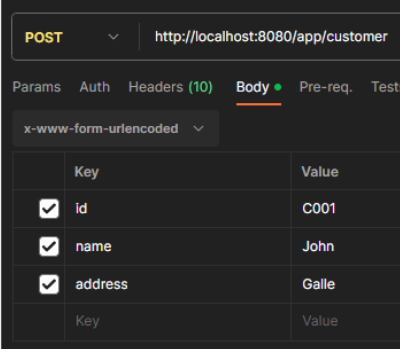 POST http://localhost:8080/app/customer
Params Auth Headers (10) Body Pre-req. Tests
x-www-form-urlencoded
Key Value
id C001
name John
address Galle
Key Value